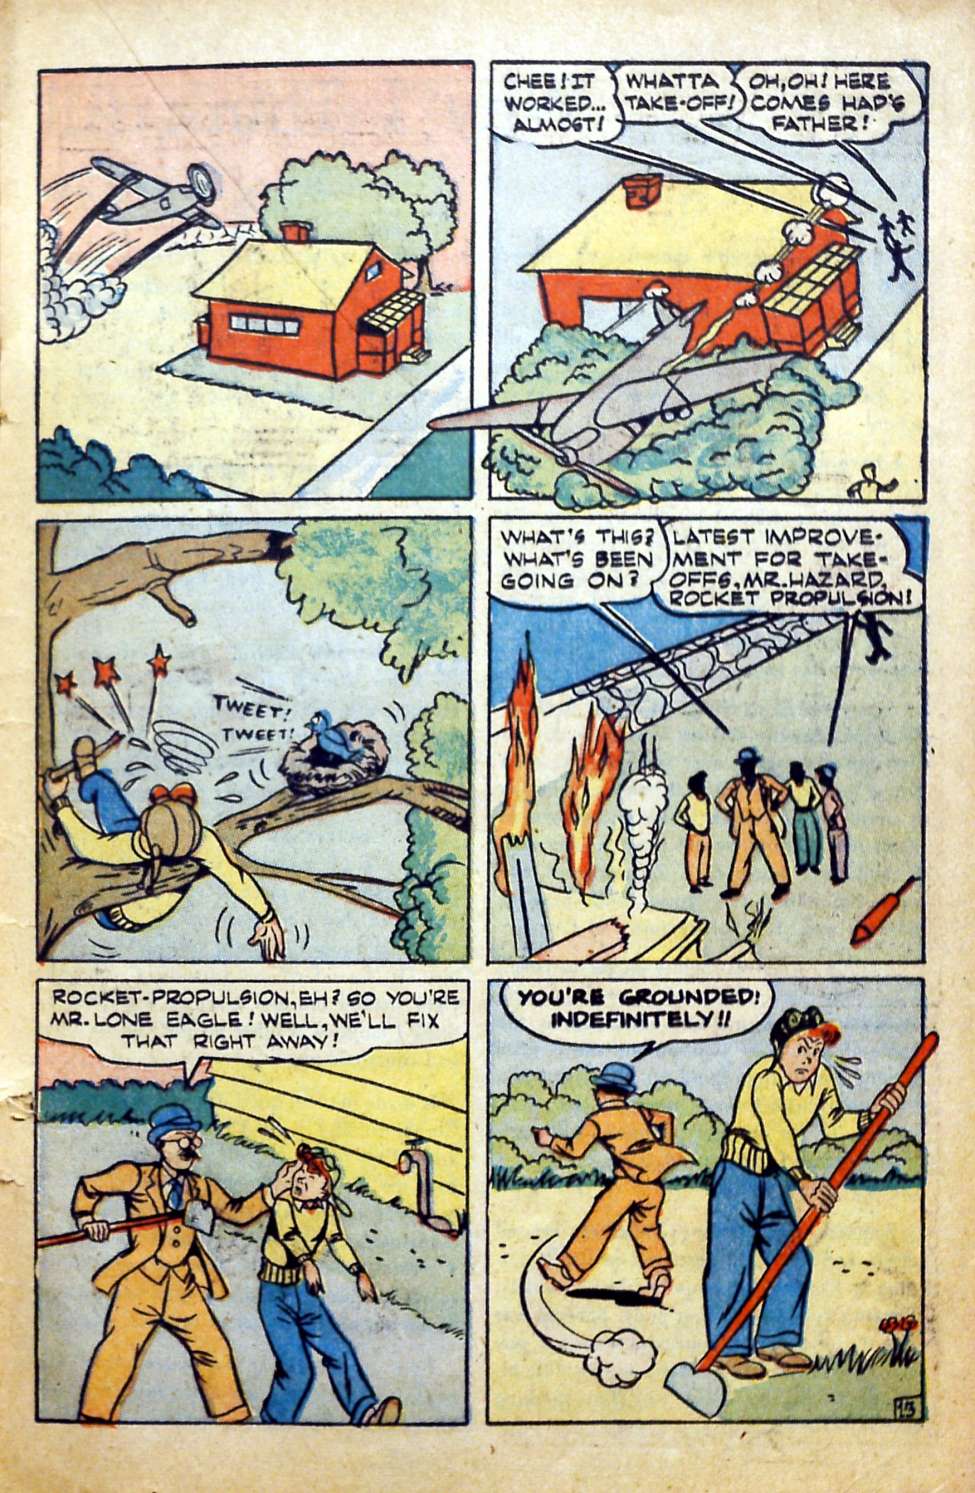 CHEE! IT
WORKED...
ALMOST!
WHATTA
TAKE-OFF!
OH, OH! HERE
COMES HAD'S
FATHER!
TWEET!
TWEET!
WHAT'S THIS?
WHAT'S BEEN
GOING ON?
LATEST IMPROVE-
MENT FOR TAKE-
OFFS, MR. HAZARD.
ROCKET PROPULSION!
ROCKET-PROPULSION, EH? SO YOU'RE
MR. LONE EAGLE! WELL, WE'LL FIX
THAT RIGHT AWAY!
YOU'RE GROUNDED!
INDEFINITELY!!
13